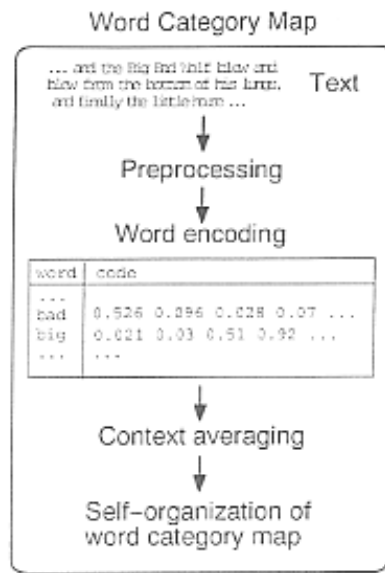 Word Category Map
... and the Big Bad Wolf blew and
blew from the bottom of his lungs,
and finally the little house ...
Text
Preprocessing
Word encoding
word code
...
bad 0.526 0.096 0.028 0.07 ...
big 0.021 0.03 0.51 0.92 ...
... ...
Context averaging
Self-organization of
word category map